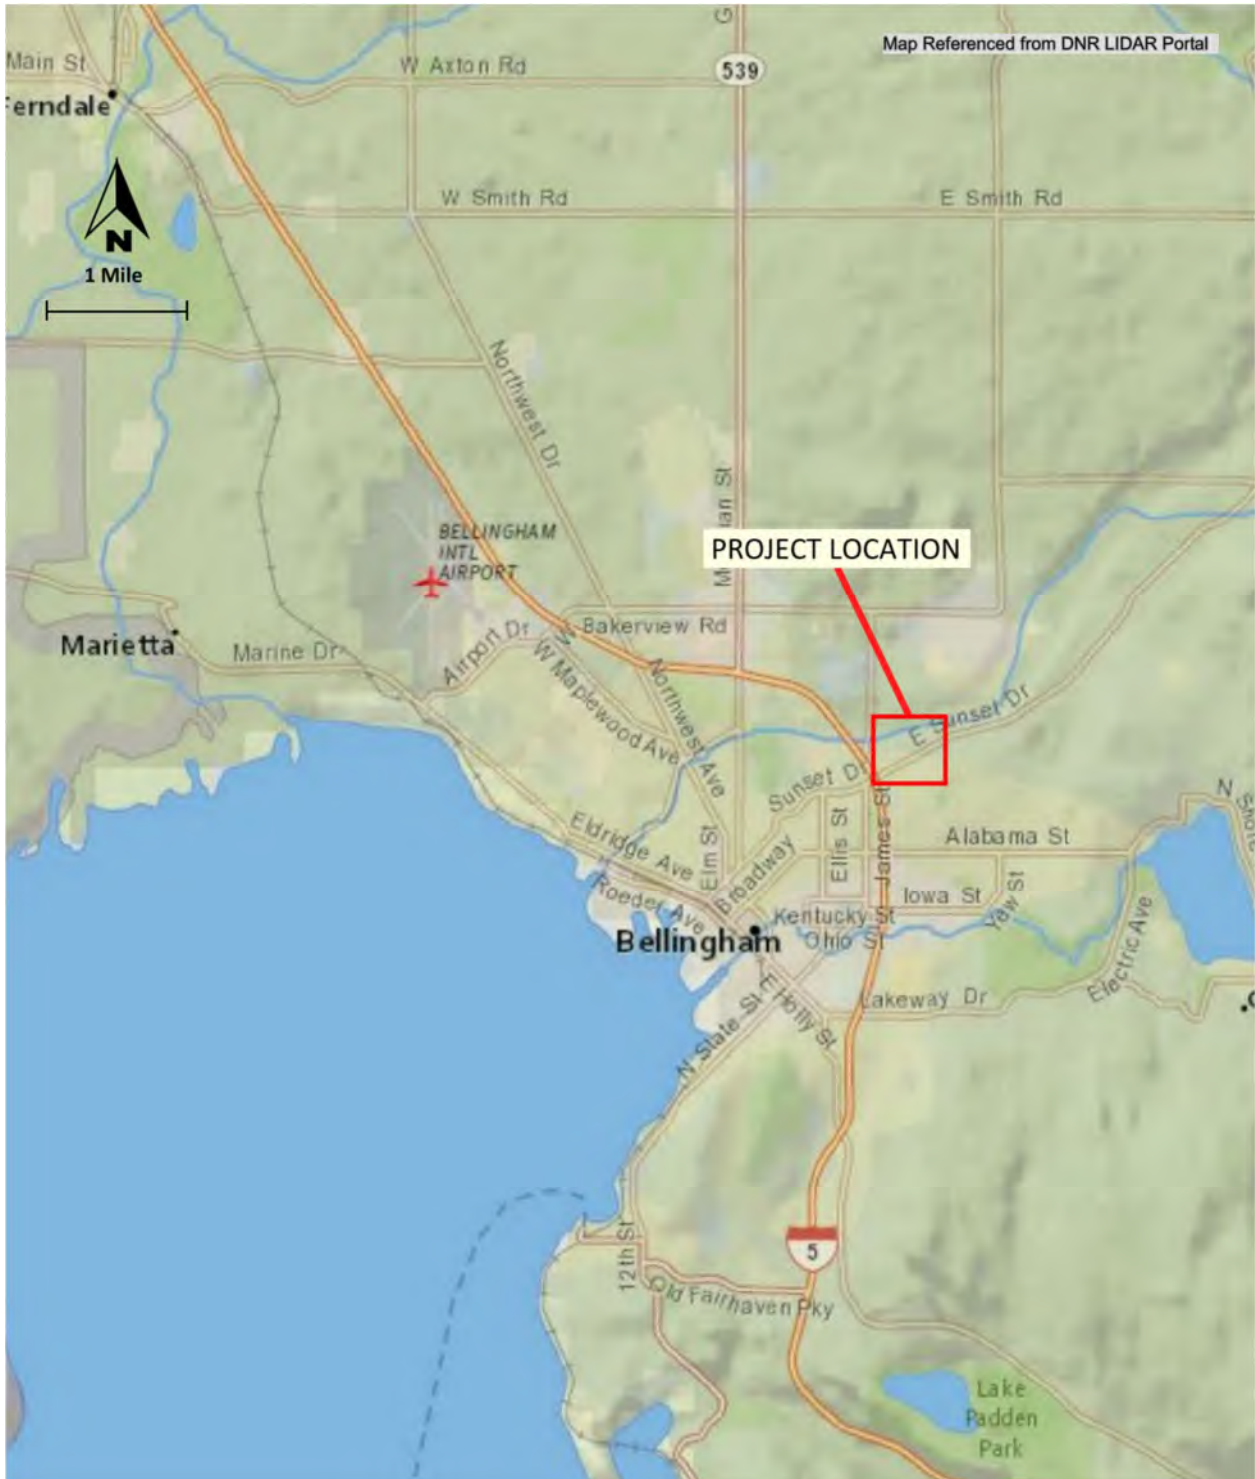 Map Referenced from DNR LIDAR Portal
Main St
W Axton Rd
539
G
Ferndale
W Smith Rd
E Smith Rd
N
1 Mile
Northwest Dr
BELLINGHAM
INTL
AIRPORT
PROJECT LOCATION
W Bakerview Rd
Marietta
Marine Dr
Airport Dr
W Maplewood Ave
Northwest Ave
E Sunset Dr
Sunset Dr
N Shore
Eldridge Ave
Elm St
Broadway
Ellis St
James St
Alabama St
Roeder Ave
Iowa St
Yew St
Kentucky St
Bellingham
Ohio St
Electric Ave
E Holly St
Lakeway Dr
N State St
12th St
5
Old Fairhaven Pky
Lake
Padden
Park